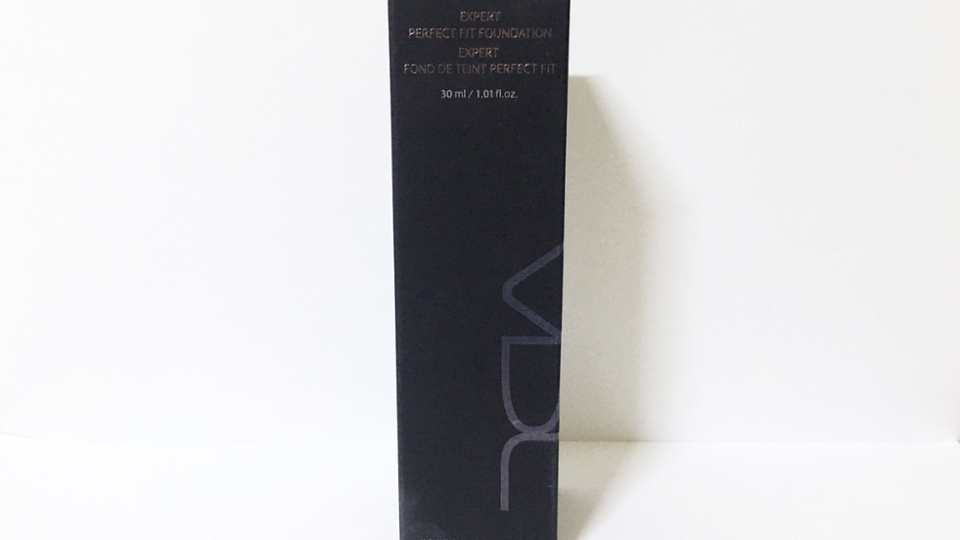 EXPERT
PERFECT FIT FOUNDATION
EXPERT
FOND DE TEINT PERFECT FIT
30 ml / 1.01 fl.oz.
VDL